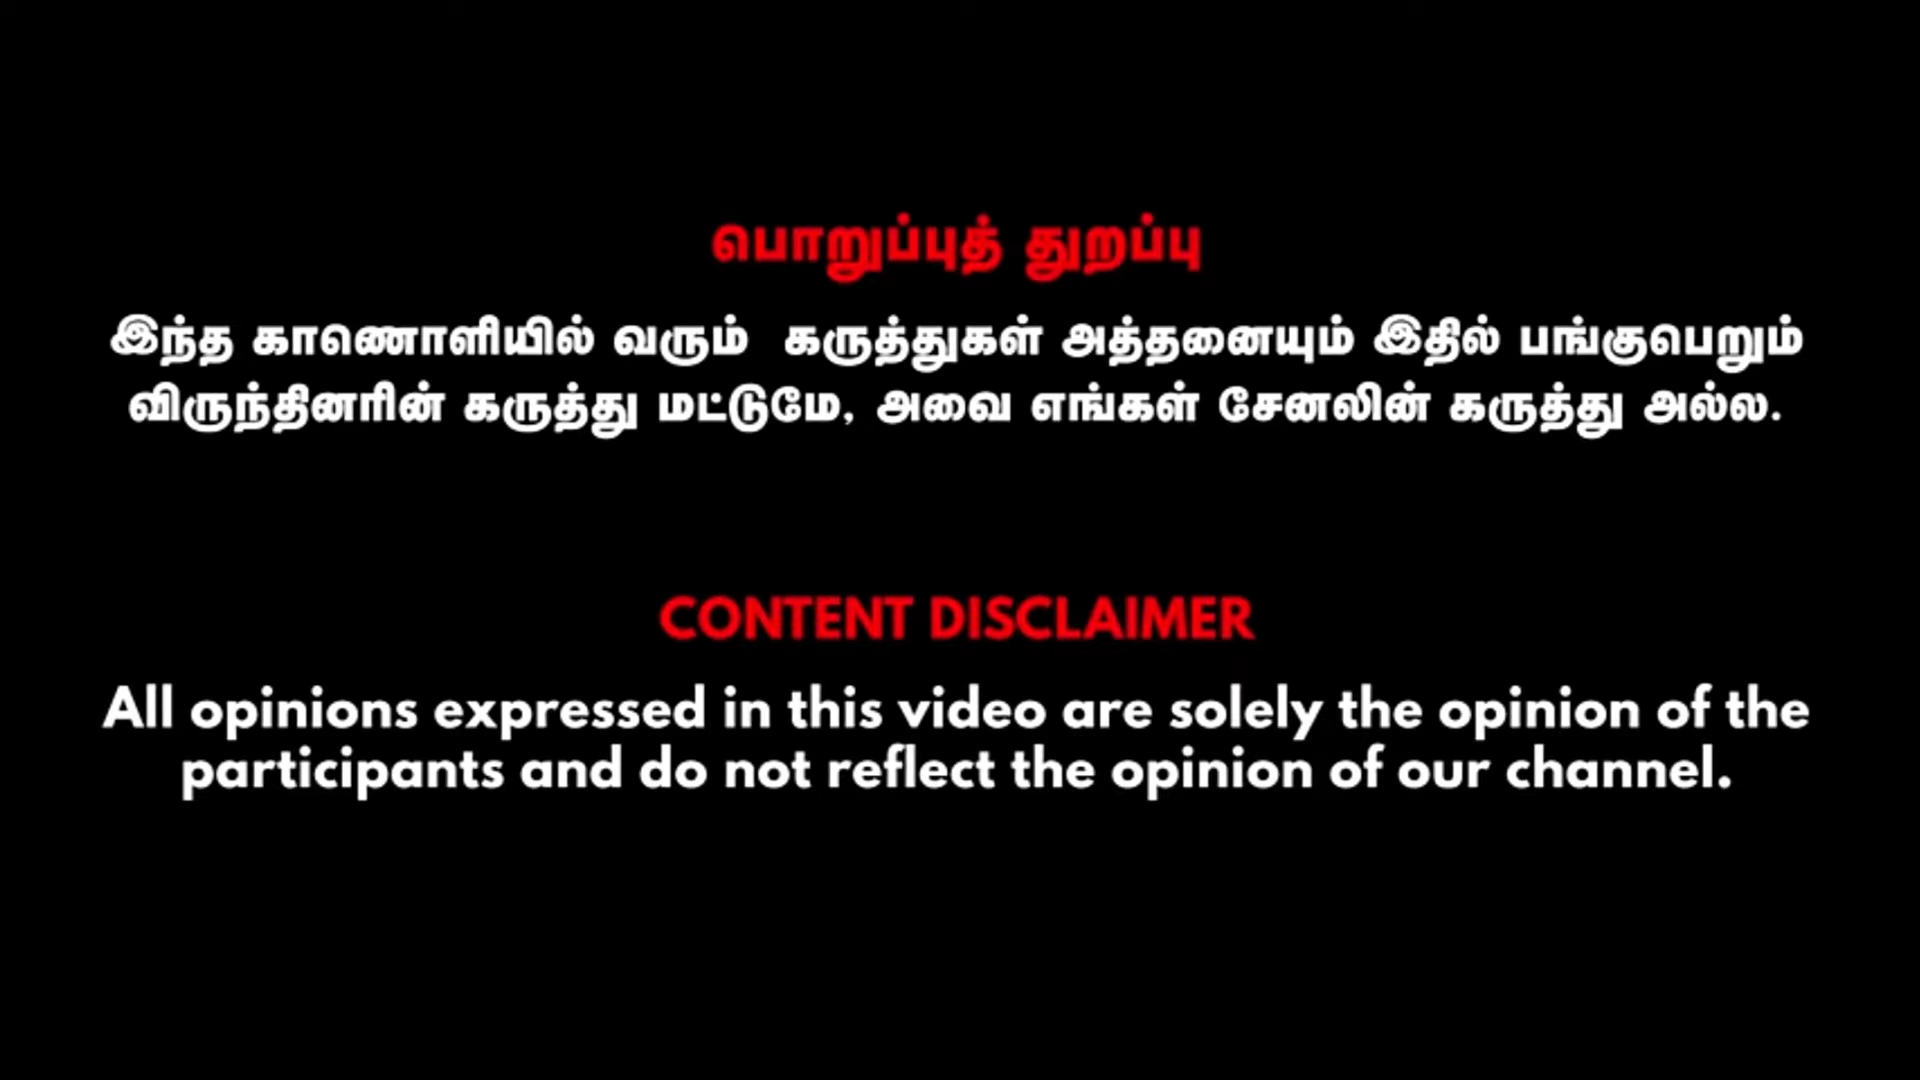 பொறுப்புத் துறப்பு
இந்த காணொளியில் வரும் கருத்துகள் அத்தனையும் இதில் பங்குபெறும்
விருந்தினரின் கருத்து மட்டுமே, அவை எங்கள் சேனலின் கருத்து அல்ல.
CONTENT DISCLAIMER
All opinions expressed in this video are solely the opinion of the
participants and do not reflect the opinion of our channel.